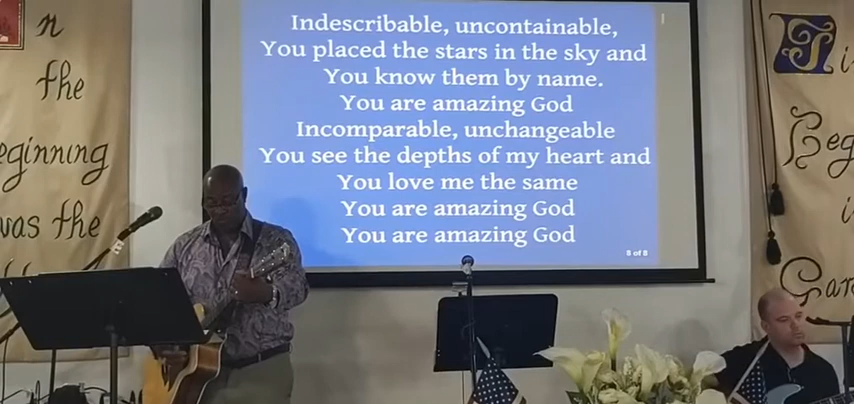 n
the
eginning
was the
Indescribable, uncontainable,
You placed the stars in the sky and
You know them by name.
You are amazing God
Incomparable, unchangeable
You see the depths of my heart and
You love me the same
You are amazing God
You are amazing God
8 of 8